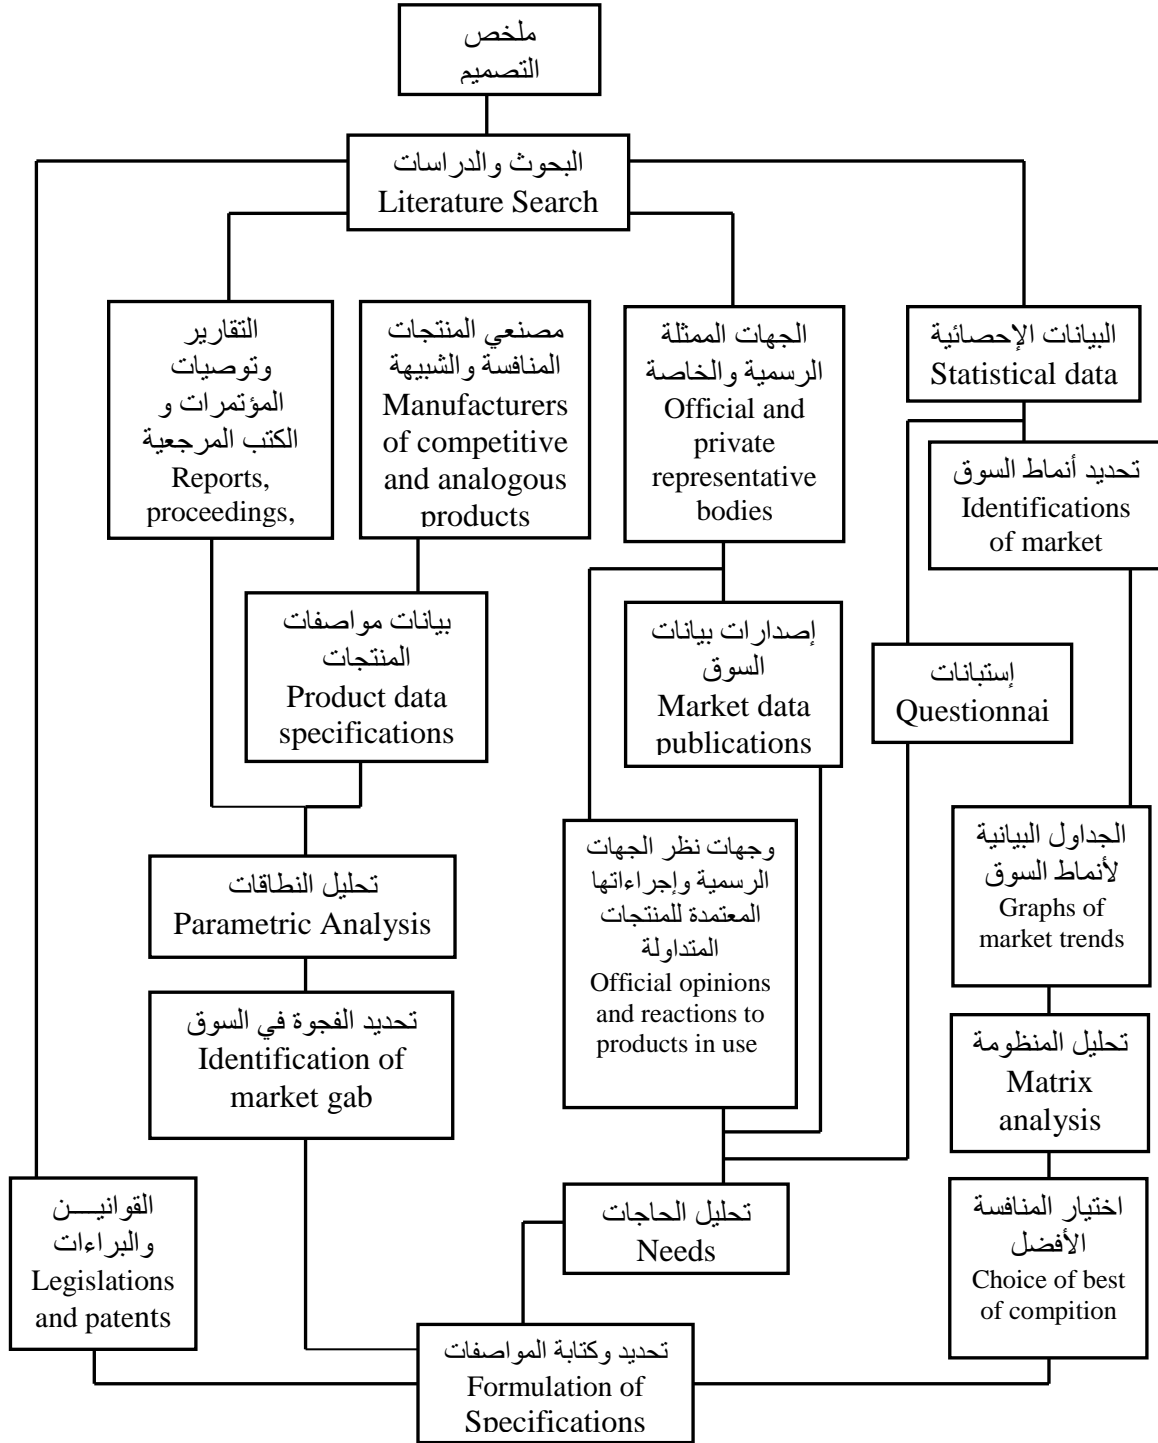 ملخص
التصميم
البحوث والدراسات
Literature Search
التقارير
وتوصيات
المؤتمرات و
الكتب المرجعية
Reports,
proceedings,
مصنعي المنتجات
المنافسة والشبيهة
Manufacturers
of competitive
and analogous
products
الجهات الممثلة
الرسمية والخاصة
Official and
private
representative
bodies
البيانات الإحصائية
Statistical data
تحديد أنماط السوق
Identifications
of market
بيانات مواصفات
المنتجات
Product data
specifications
إصدارات بيانات
السوق
Market data
publications
إستبانات
Questionnai
تحليل النطاقات
Parametric Analysis
وجهات نظر الجهات
الرسمية وإجراءاتها
المعتمدة للمنتجات
المتداولة
Official opinions
and reactions to
products in use
الجداول البيانية
لأنماط السوق
Graphs of
market trends
تحديد الفجوة في السوق
Identification of
market gab
تحليل المنظومة
Matrix
analysis
القوانيـــن
والبراءات
Legislations
and patents
تحليل الحاجات
Needs
اختيار المنافسة
الأفضل
Choice of best
of compition
تحديد وكتابة المواصفات
Formulation of
Specifications